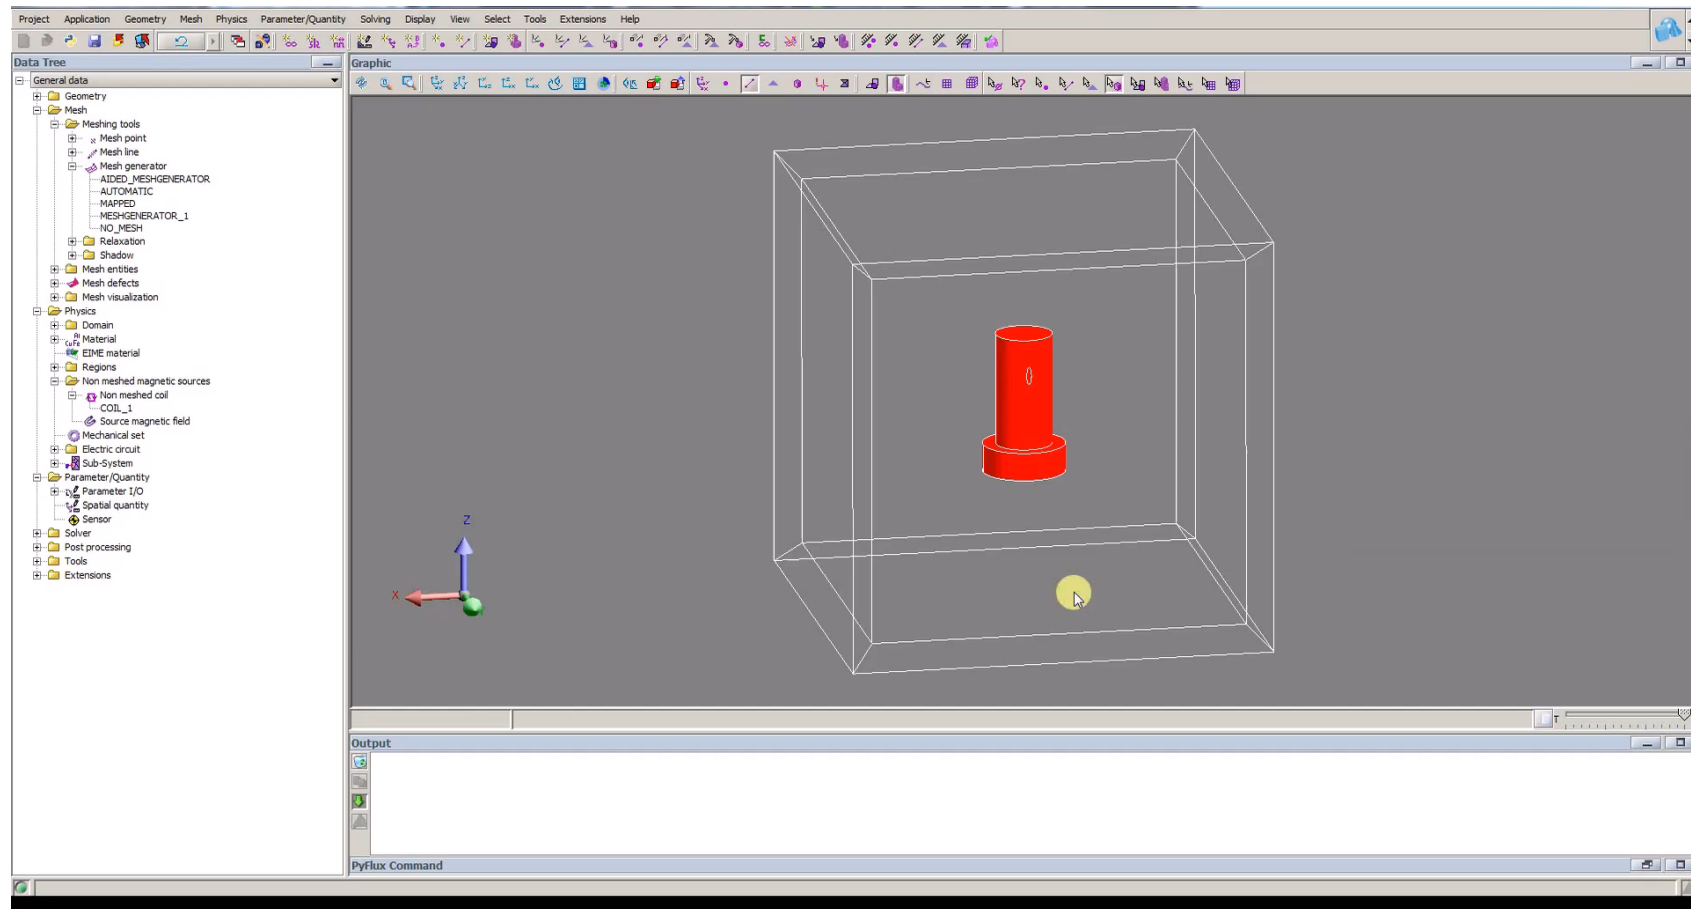 Project Application Geometry Mesh Physics Parameter/Quantity Solving Display View Select Tools Extensions Help
Data Tree
General data
Geometry
Mesh
Meshing tools
Mesh point
Mesh line
Mesh generator
AIDED_MESHGENERATOR
AUTOMATIC
MAPPED
MESHGENERATOR_1
NO_MESH
Relaxation
Shadow
Mesh entities
Mesh defects
Mesh visualization
Physics
Domain
Material
EIME material
Regions
Non meshed magnetic sources
Non meshed coil
COIL_1
Source magnetic field
Mechanical set
Electric circuit
Sub-System
Parameter/Quantity
Parameter I/O
Spatial quantity
Sensor
Solver
Post processing
Tools
Extensions
Graphic
Z
X
T
Output
PyFlux Command